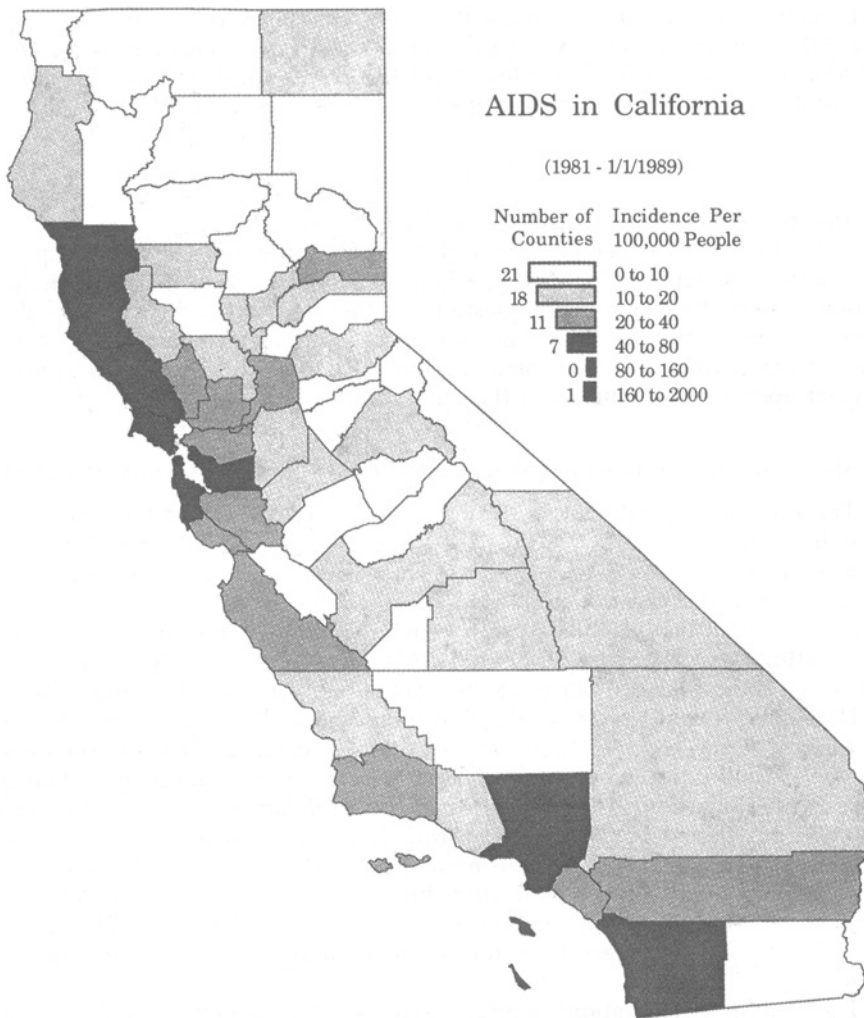 AIDS in California
(1981 - 1/1/1989)
Number of Incidence Per
Counties 100,000 People
21 0 to 10
18 10 to 20
11 20 to 40
7 40 to 80
0 80 to 160
1 160 to 2000